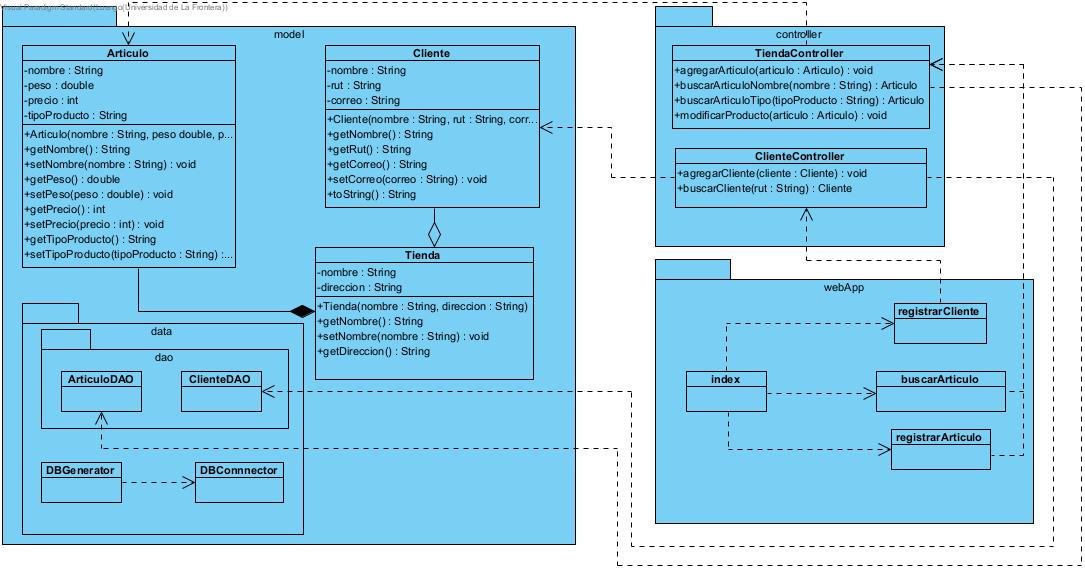 Visual Paradigm Standard(Lorengo(Universidad de La Frontera))
model
Articulo
-nombre : String
-peso : double
-precio : int
-tipoProducto : String
+Articulo(nombre : String, peso double, p...
+getNombre() : String
+setNombre(nombre : String) : void
+getPeso() : double
+setPeso(peso : double) : void
+getPrecio() : int
+setPrecio(precio : int) : void
+getTipoProducto() : String
+setTipoProducto(tipoProducto : String) :...
Cliente
-nombre : String
-rut : String
-correo : String
+Cliente(nombre : String, rut : String, corr...
+getNombre() : String
+getRut() : String
+getCorreo() : String
+setCorreo(correo : String) : void
+toString() : String
Tienda
-nombre : String
-direccion : String
+Tienda(nombre : String, direccion : String)
+getNombre() : String
+setNombre(nombre : String) : void
+getDireccion() : String
data
dao
ArticuloDAO
ClienteDAO
DBGenerator
DBConnnector
controller
TiendaController
+agregarArticulo(articulo : Articulo) : void
+buscarArticuloNombre(nombre : String) : Articulo
+buscarArticuloTipo(tipoProducto : String) : Articulo
+modificarProducto(articulo : Articulo) : void
ClienteController
+agregarCliente(cliente : Cliente) : void
+buscarCliente(rut : String) : Cliente
webApp
registrarCliente
index
buscarArticulo
registrarArticulo